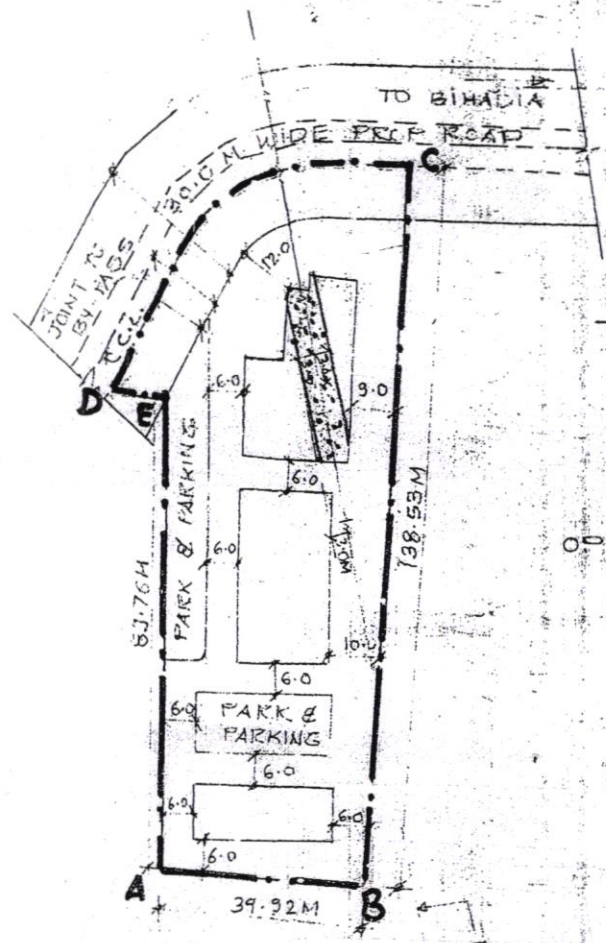 TO BIHADIA
30.0 M WIDE PROP ROAD
C
JOINT TO
BY-PASS
12.0
D
E
6.0
9.0
PARK & PARKING
6.0
138.53M
6.0
10.0
6.0
6.0
PARK &
PARKING
6.0
6.0
6.0
6.0
A
B
39.92M